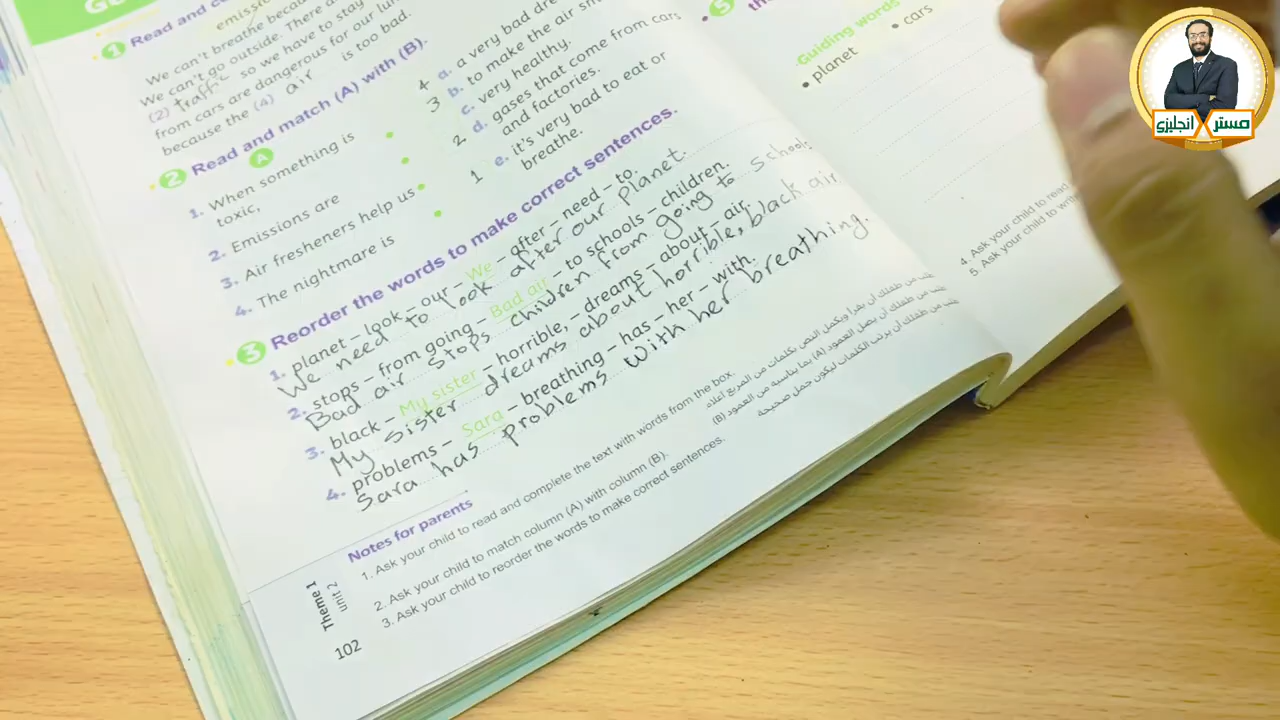 1 Read and
emissio
We can't breathe becau
We can't go outside. There a
(2) traffic so we have to stay
from cars are dangerous for our lun
because the (4) air is too bad.
2 Read and match (A) with (B).
A
1. When something is toxic,
2. Emissions are
3. Air fresheners help us
4. The nightmare is
4 a. a very bad dre
3 b. to make the air sm
c. very healthy.
2 d. gases that come from cars
and factories.
1 e. it's very bad to eat or
breathe.
3 Reorder the words to make correct sentences.
1. planet – look – our – We – after – need – to.
We need to look after our planet.
2. stops – from going – Bad air – to schools – children.
Bad air stops children from going to schools
3. black – My sister – horrible, – dreams – about – air.
My sister dreams about horrible, black air
4. problems – Sara – breathing – has – her – with.
Sara has problems with her breathing.
Notes for parents
1. Ask your child to read and complete the text with words from the box.
2. Ask your child to match column (A) with column (B).
3. Ask your child to reorder the words to make correct sentences.
Theme 1
unit 2
102
5
th
Guiding words
• planet
• cars
4. Ask your child to read
5. Ask your child to writ
مستر X انجليزي